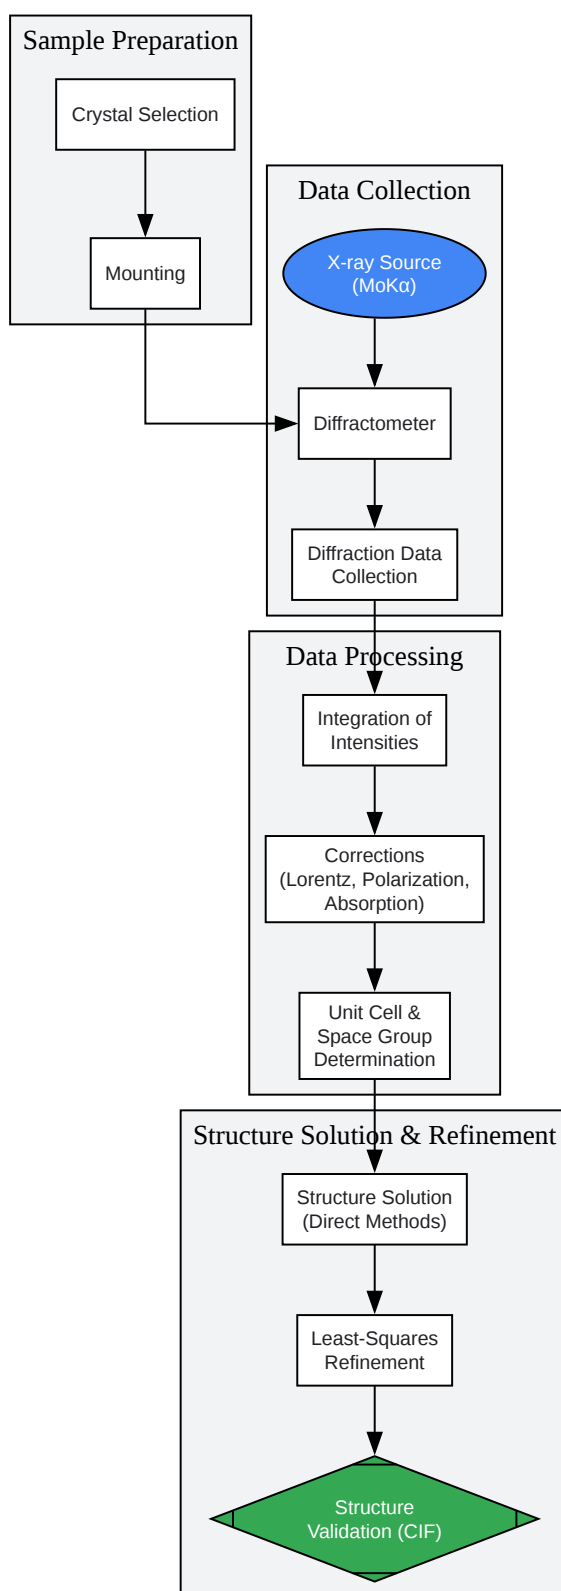 Sample Preparation
Crystal Selection
Mounting
Data Collection
X-ray Source
(MoKα)
Diffractometer
Diffraction Data
Collection
Data Processing
Integration of
Intensities
Corrections
(Lorentz, Polarization,
Absorption)
Unit Cell &
Space Group
Determination
Structure Solution & Refinement
Structure Solution
(Direct Methods)
Least-Squares
Refinement
Structure
Validation (CIF)